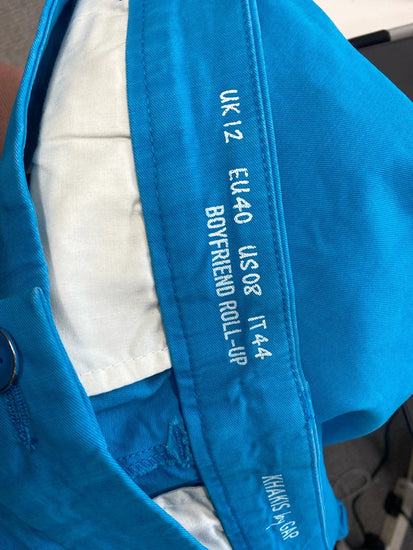 UK12 EU40 US08 IT44
BOYFRIEND ROLL-UP
KHAKIS by GAP